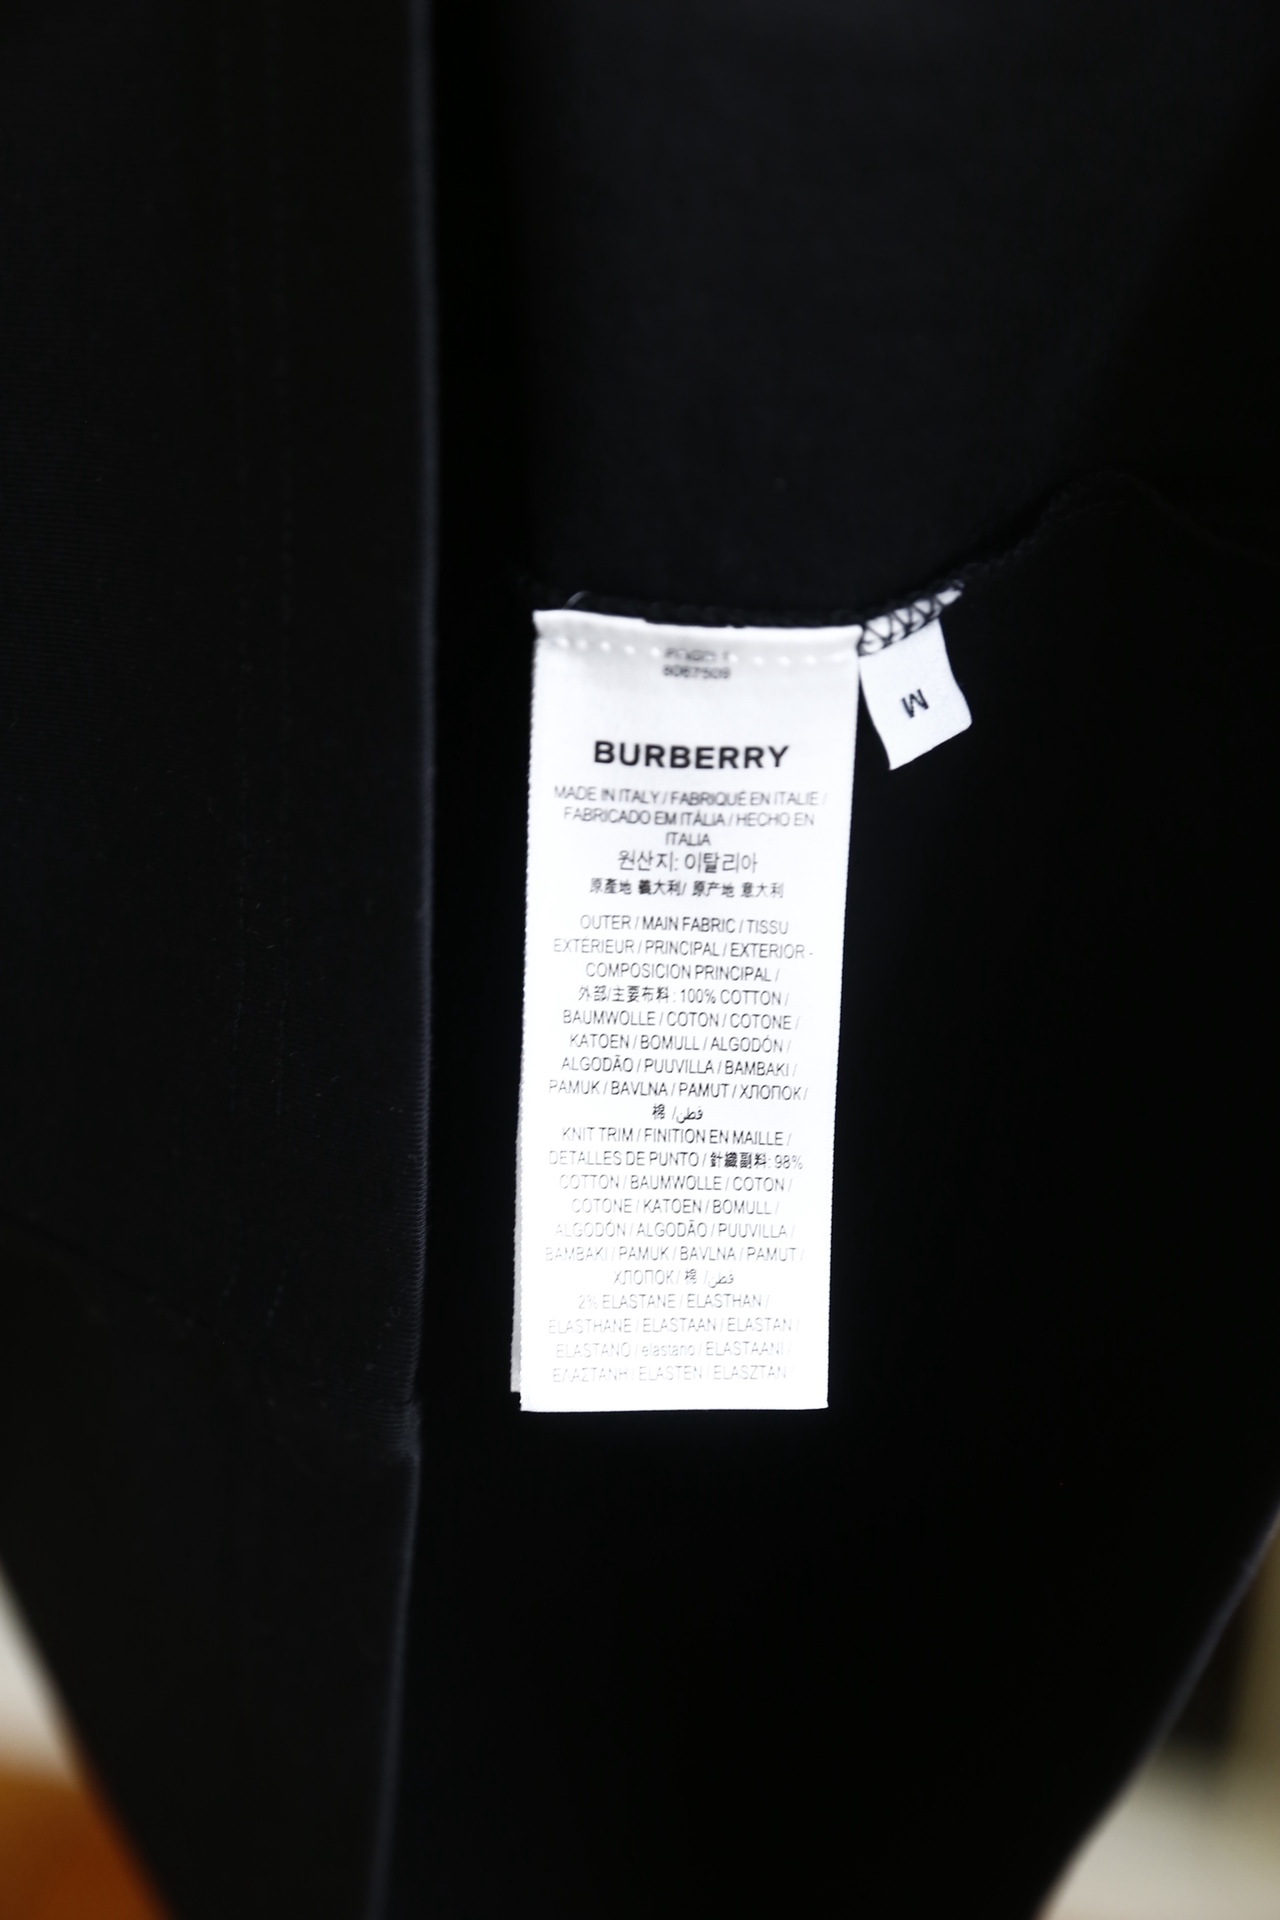 8067509
BURBERRY
MADE IN ITALY / FABRIQUÉ EN ITALIE /
FABRICADO EM ITÁLIA / HECHO EN
ITALIA
원산지: 이탈리아
原產地 義大利/ 原产地 意大利
OUTER / MAIN FABRIC / TISSU
EXTÉRIEUR / PRINCIPAL / EXTERIOR -
COMPOSICION PRINCIPAL /
外部/主要布料: 100% COTTON /
BAUMWOLLE / COTON / COTONE /
KATOEN / BOMULL / ALGODÓN /
ALGODÃO / PUUVILLA / BAMBAKI /
PAMUK / BAVLNA / PAMUT / ХЛОПОК /
棉 / قطن
KNIT TRIM / FINITION EN MAILLE /
DETALLES DE PUNTO / 針織副料: 98%
COTTON / BAUMWOLLE / COTON /
COTONE / KATOEN / BOMULL /
ALGODÓN / ALGODÃO / PUUVILLA /
BAMBAKI / PAMUK / BAVLNA / PAMUT /
ХЛОПОК / 棉 / قطن
2% ELASTANE / ELASTHAN /
ELASTHANE / ELASTAAN / ELASTAN /
ELASTANO / elastano / ELASTAANI /
ΕΛΑΣΤΑΝΗ / ELASTEN / ELASZTÁN
M